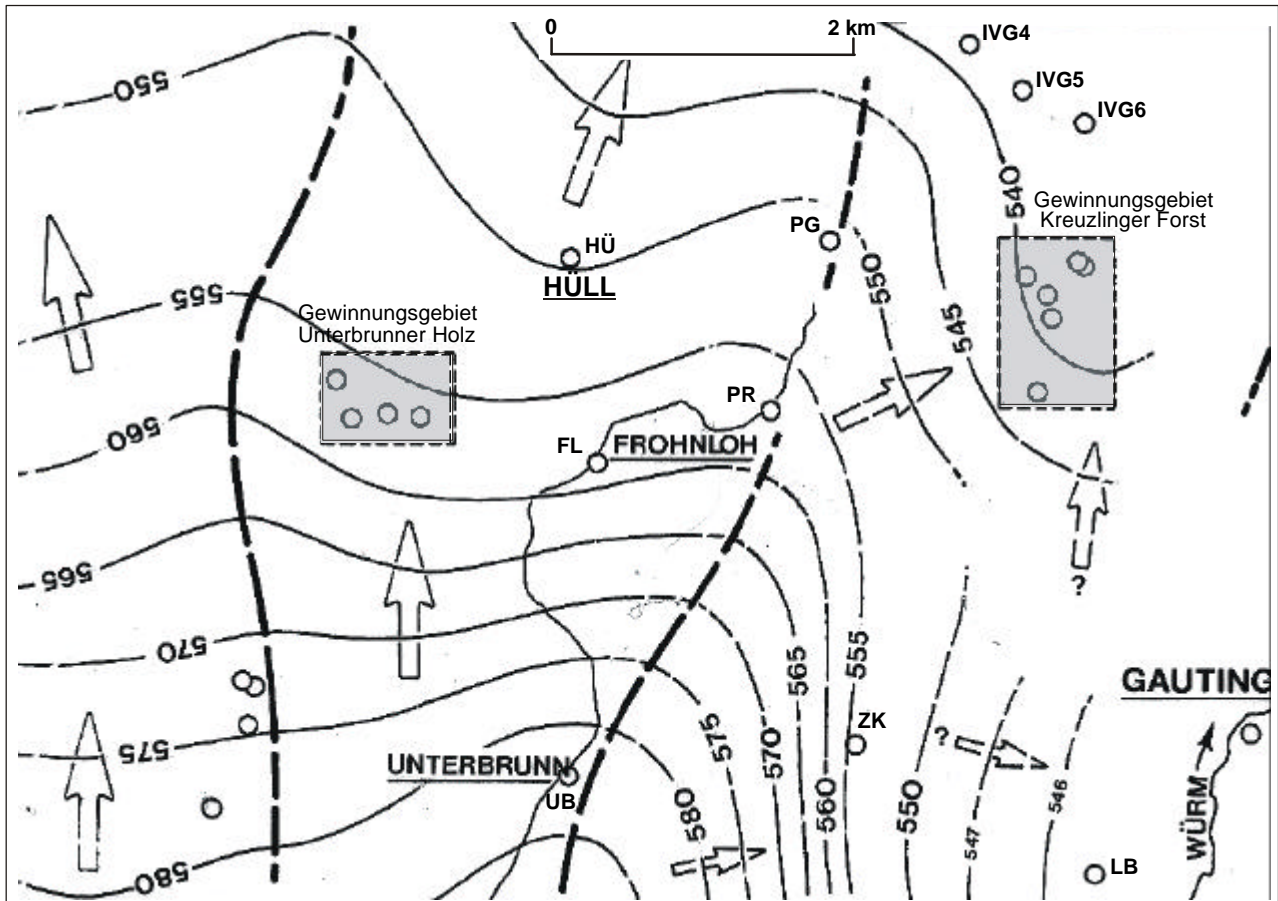 0 2 km
IVG4
IVG5
IVG6
550
540
Gewinnungsgebiet
Kreuzlinger Forst
PG
HÜ
HÜLL
550
555
545
Gewinnungsgebiet
Unterbrunner Holz
PR
FL
FROHNLOH
560
565
?
570
565
555
GAUTING
575
575
570
ZK
?
UNTERBRUNN
UB
580
560
550
546
547
WÜRM
580
LB